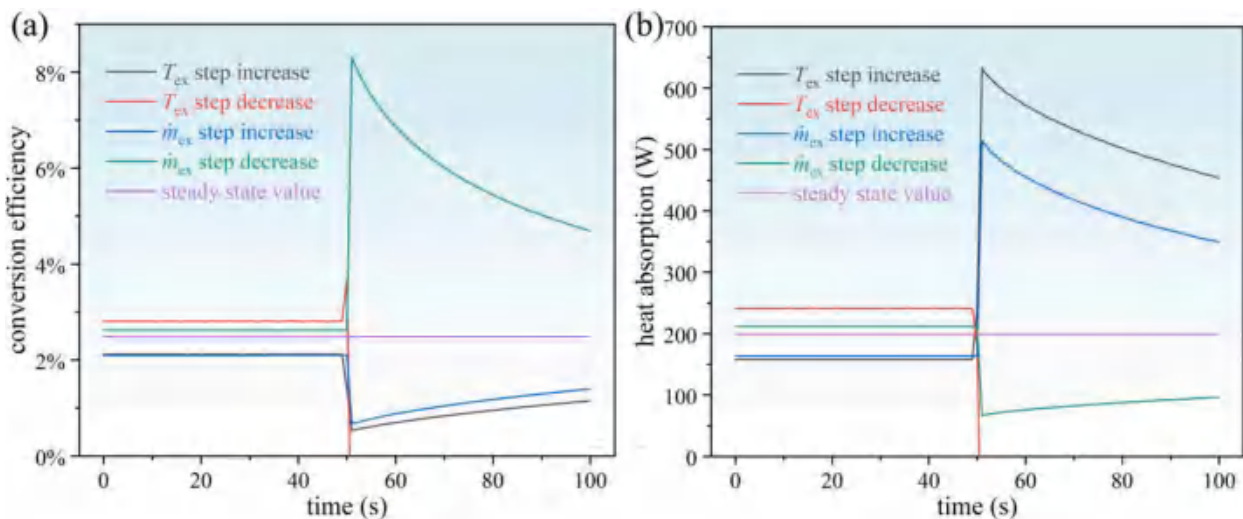 (a)
conversion efficiency
8%
6%
4%
2%
0%
T_ex step increase
T_ex step decrease
ṁ_ex step increase
ṁ_ex step decrease
steady state value
0 20 40 60 80 100
time (s)
(b)
heat absorption (W)
700
600
500
400
300
200
100
0
T_ex step increase
T_ex step decrease
ṁ_ex step increase
ṁ_ex step decrease
steady state value
0 20 40 60 80 100
time (s)